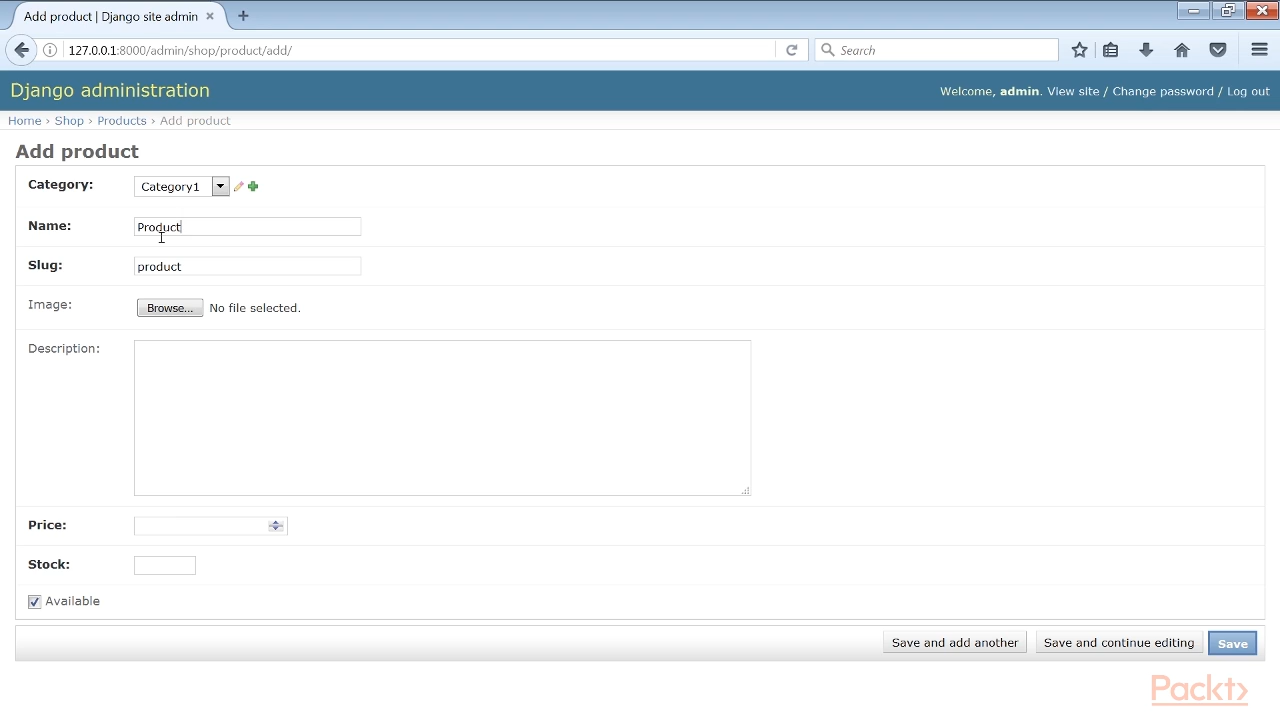 Add product | Django site admin
127.0.0.1:8000/admin/shop/product/add/
Search
Django administration
Welcome, admin. View site / Change password / Log out
Home › Shop › Products › Add product
Add product
Category: Category1
Name: Product
Slug: product
Image: Browse... No file selected.
Description:
Price:
Stock:
Available
Save and add another Save and continue editing Save
Packt›